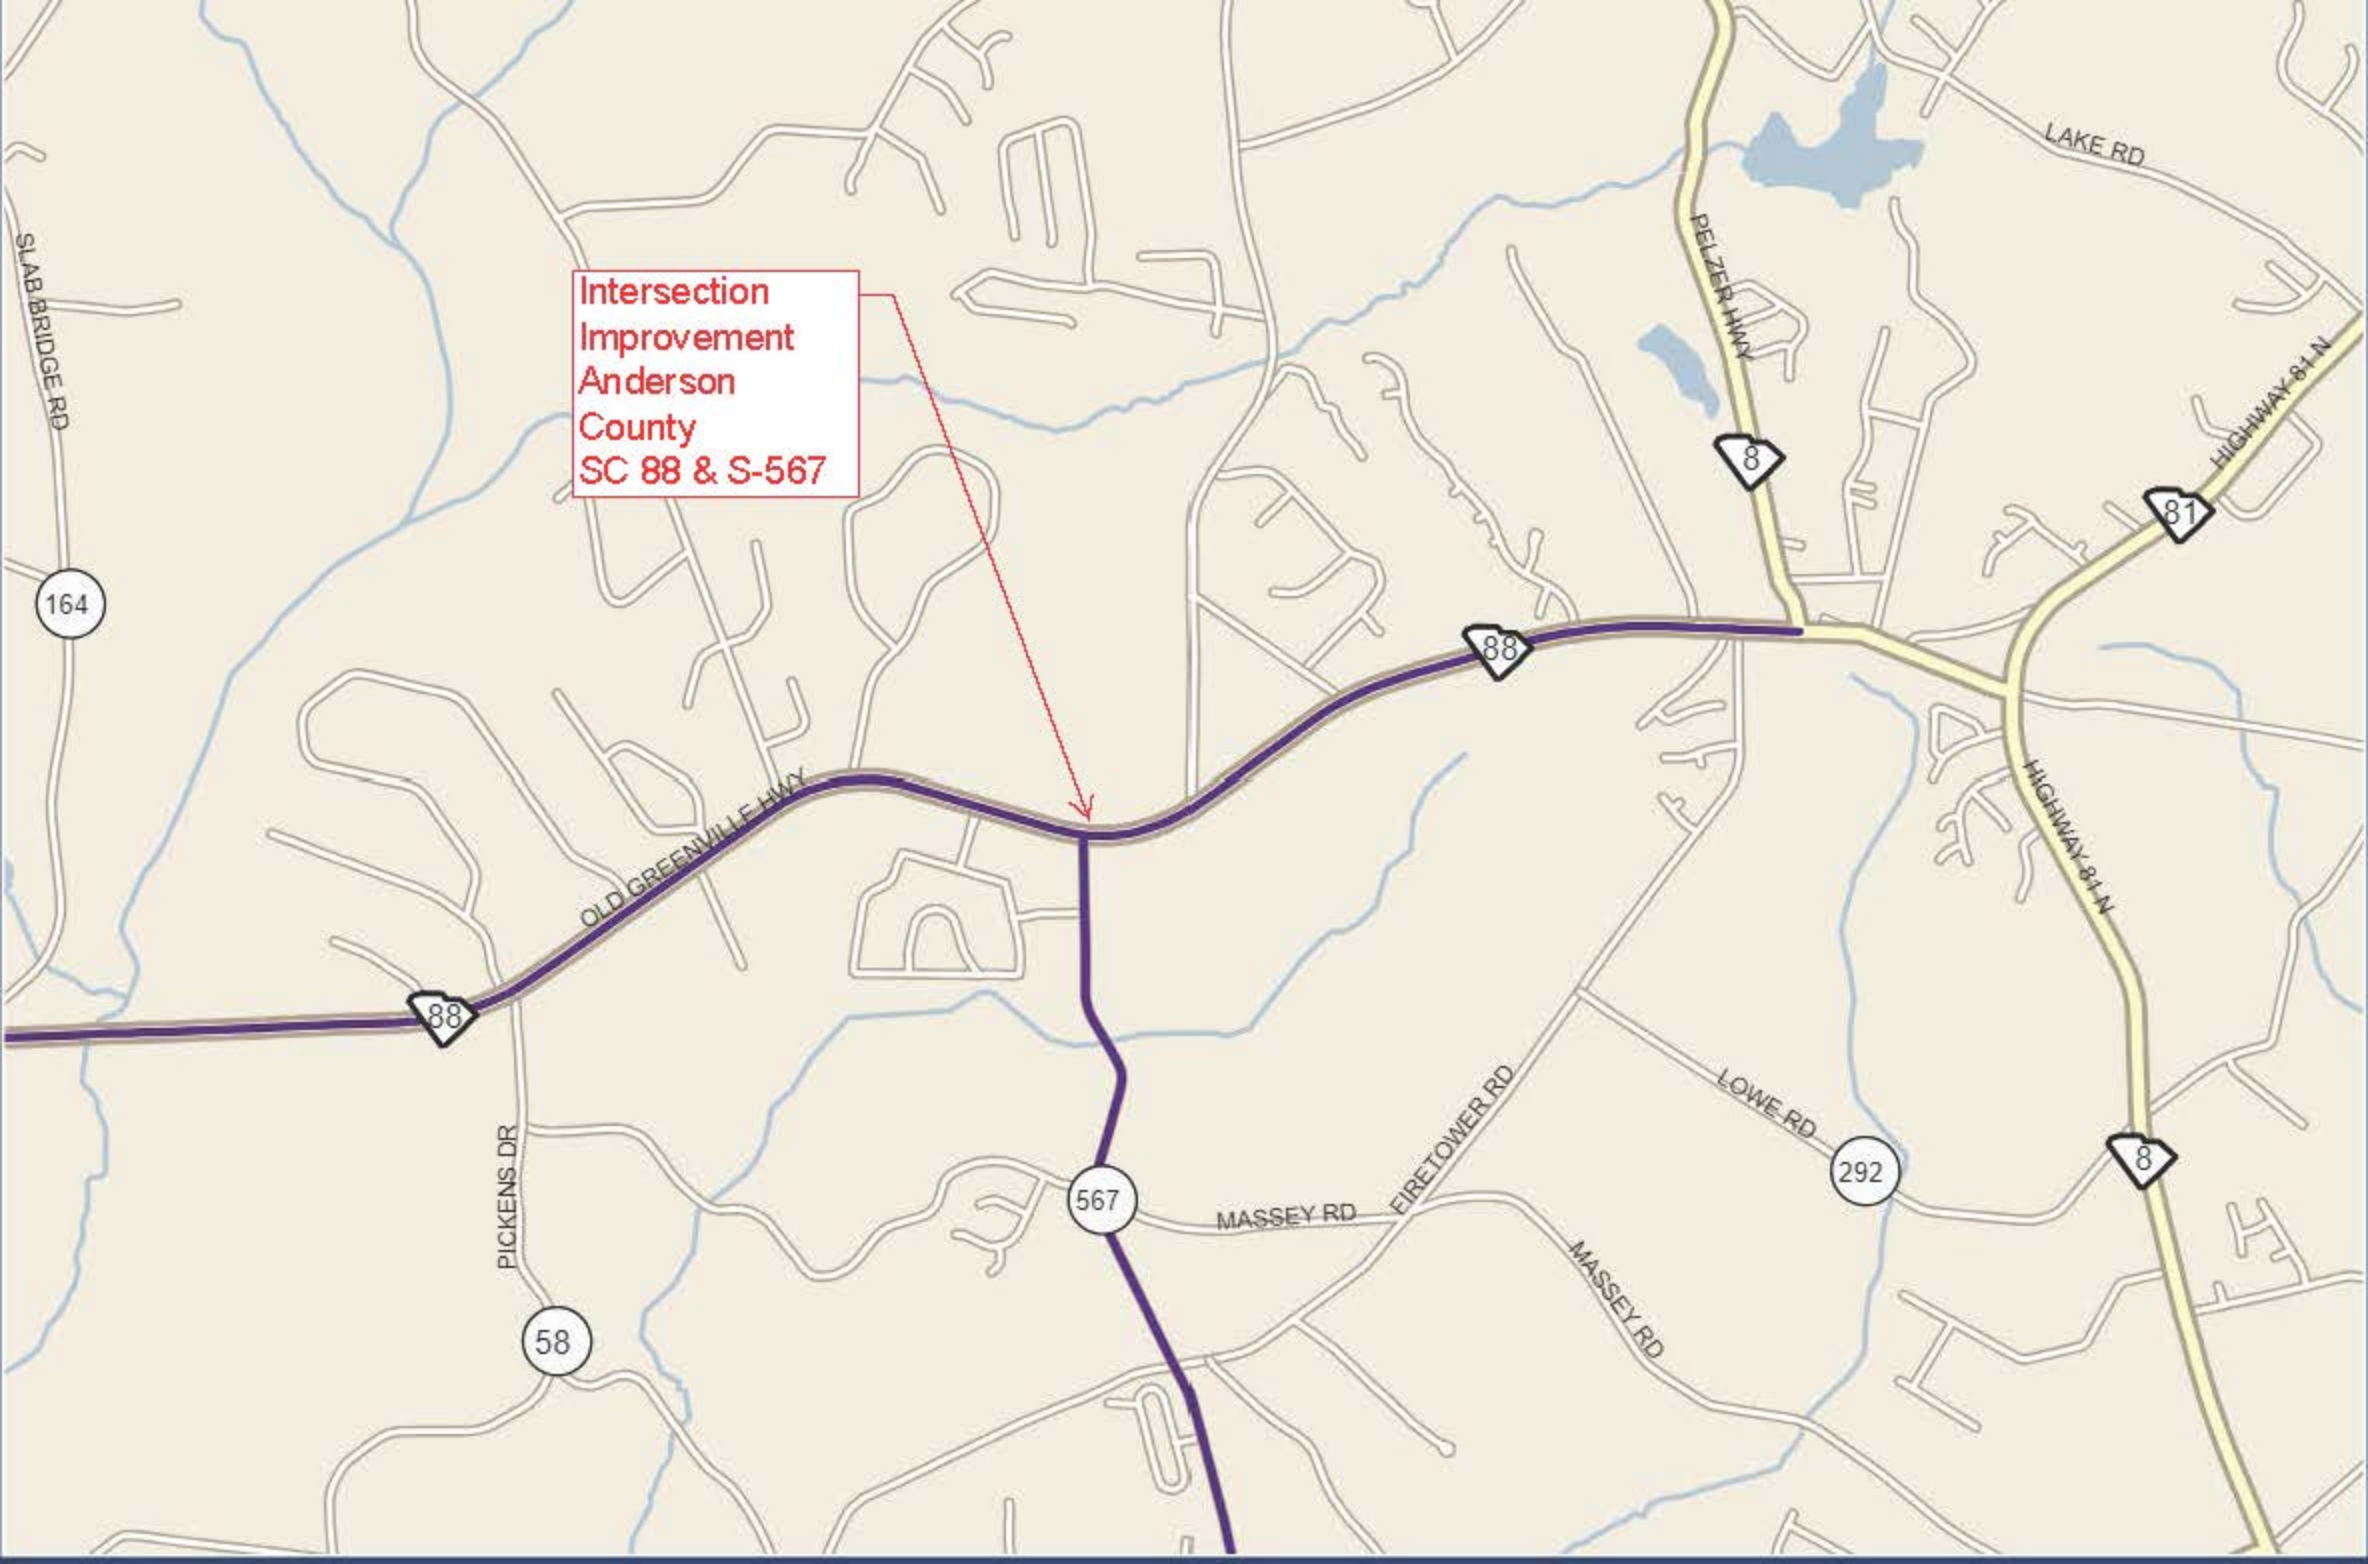 LAKE RD
SLAB BRIDGE RD
PELZER HWY
Intersection
Improvement
Anderson
County
SC 88 & S-567
HIGHWAY 81 N
8
81
164
88
OLD GREENVILLE HWY
HIGHWAY 81 N
88
LOWE RD
FIRETOWER RD
PICKENS DR
8
292
567
MASSEY RD
MASSEY RD
58